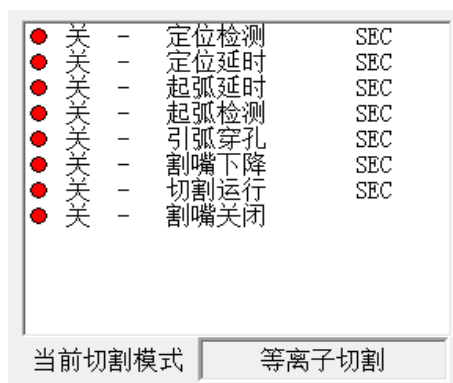 关 - 定位检测 SEC
关 - 定位延时 SEC
关 - 起弧延时 SEC
关 - 起弧检测 SEC
关 - 引弧穿孔 SEC
关 - 割嘴下降 SEC
关 - 切割运行 SEC
关 - 割嘴关闭
当前切割模式 等离子切割